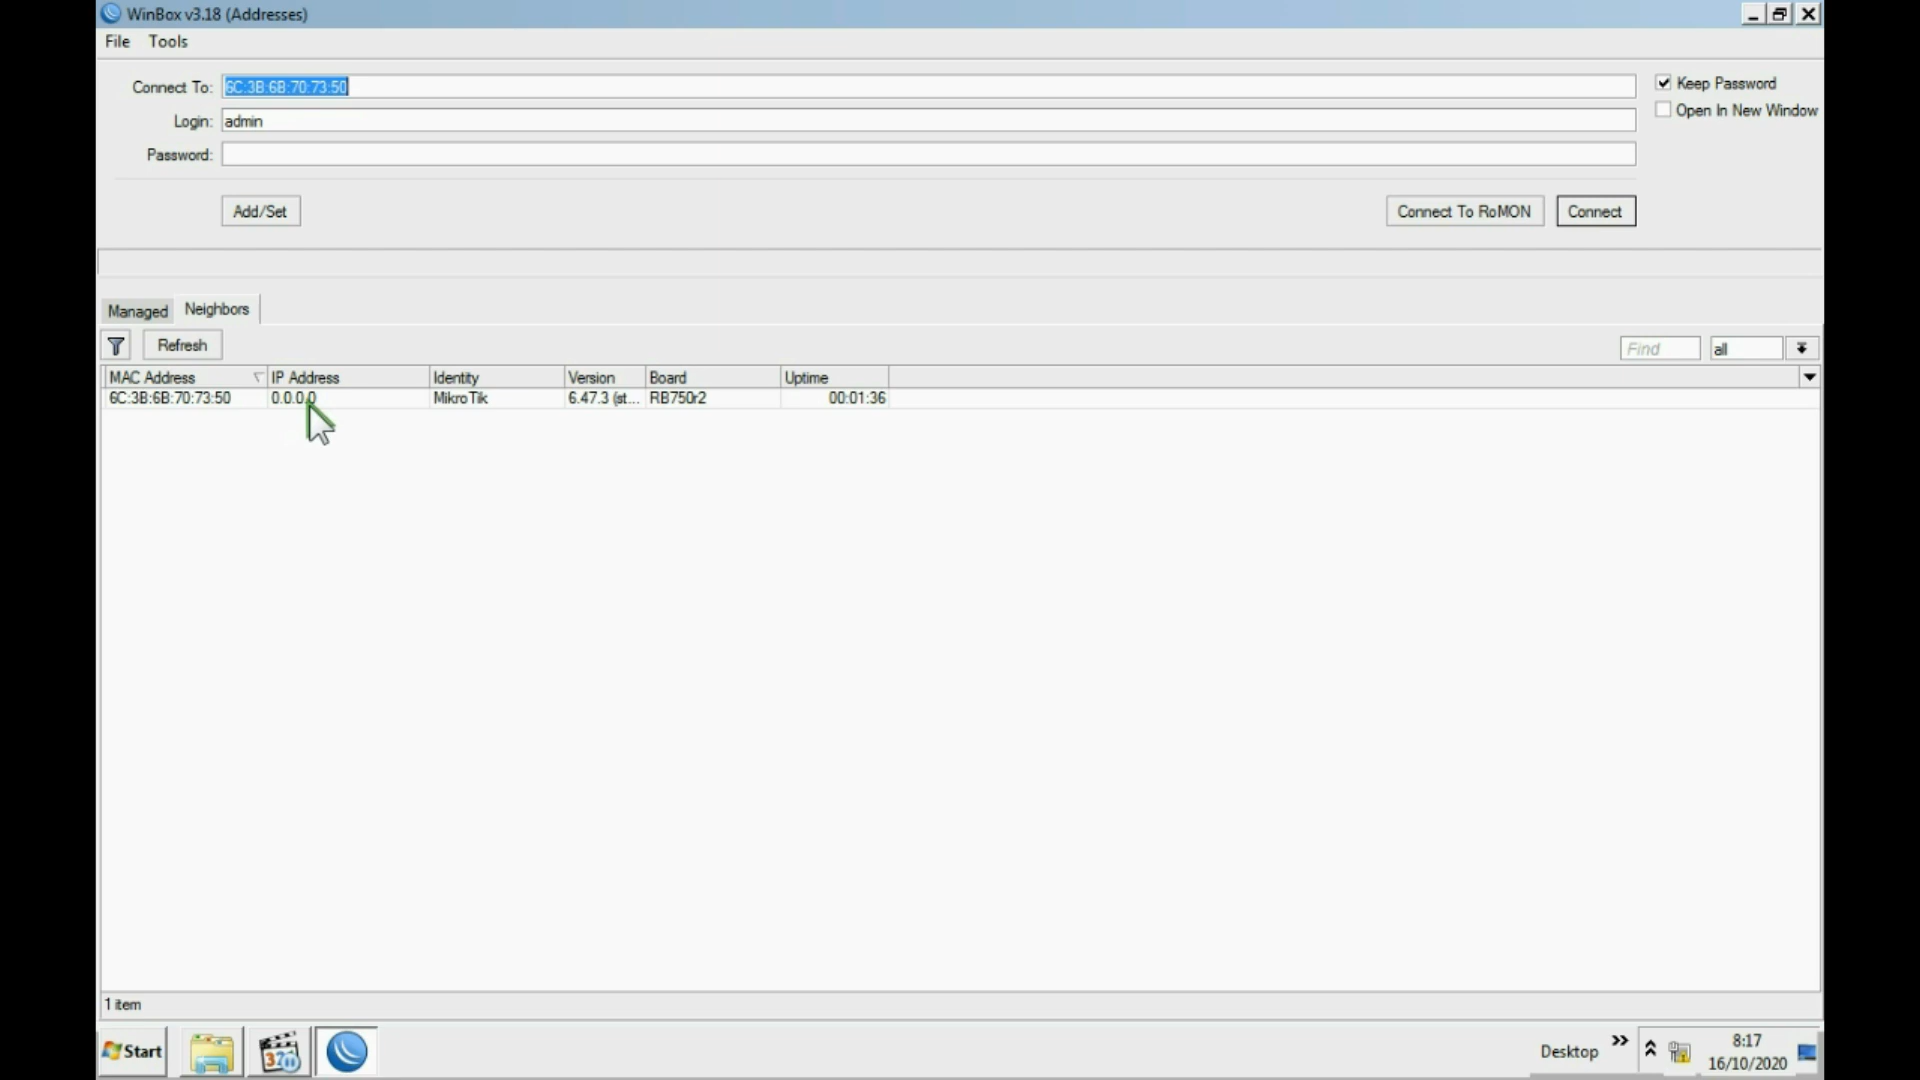 WinBox v3.18 (Addresses)
File Tools
Connect To: 6C:3B:6B:70:73:50
Keep Password
Open In New Window
Login: admin
Password:
Add/Set
Connect To RoMON
Connect
Managed
Neighbors
Refresh
Find
all
MAC Address IP Address Identity Version Board Uptime
6C:3B:6B:70:73:50 0.0.0.0 MikroTik 6.47.3 (st... RB750r2 00:01:36
1 item
Start
320
Desktop
8:17
16/10/2020